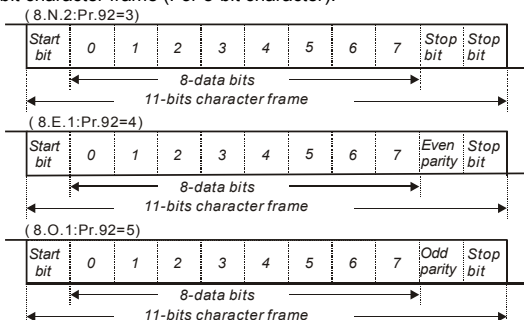 bit character frame (For 8-bit character):
( 8.N.2:Pr.92=3)
Start bit 0 1 2 3 4 5 6 7 Stop bit Stop bit
8-data bits
11-bits character frame
( 8.E.1:Pr.92=4)
Start bit 0 1 2 3 4 5 6 7 Even parity Stop bit
8-data bits
11-bits character frame
( 8.O.1:Pr.92=5)
Start bit 0 1 2 3 4 5 6 7 Odd parity Stop bit
8-data bits
11-bits character frame